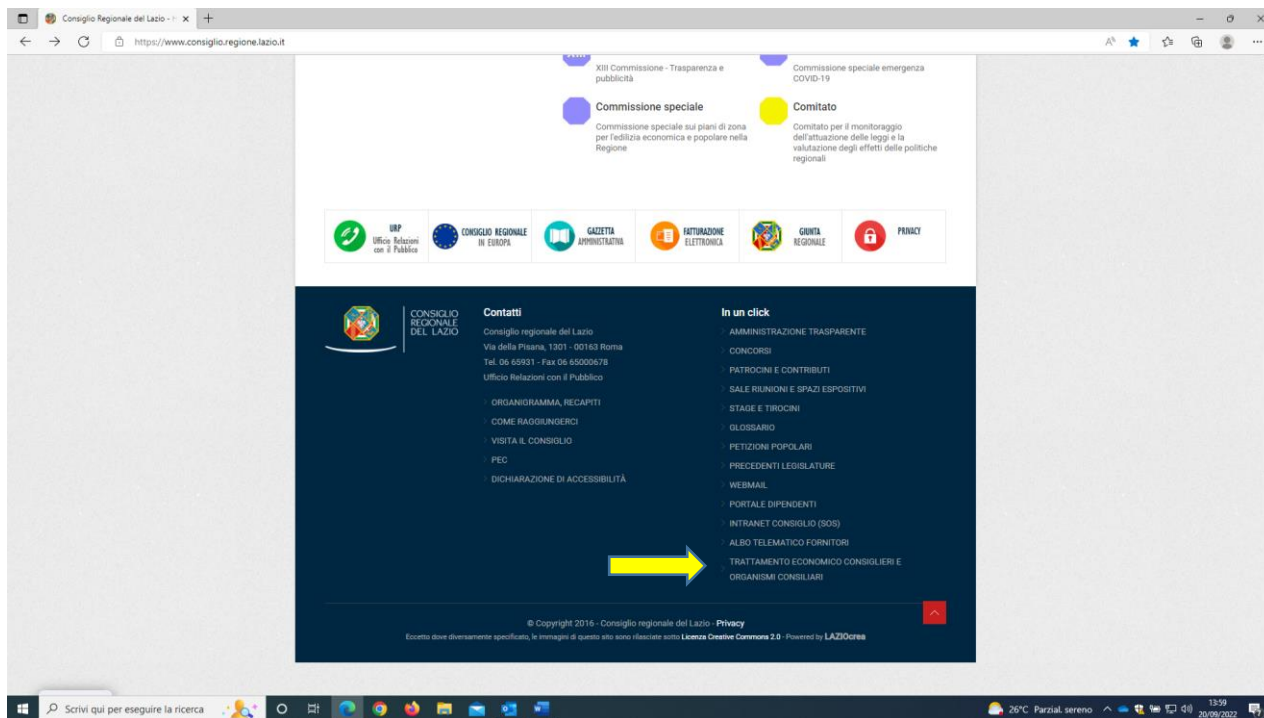 Consiglio Regionale del Lazio -
https://www.consiglio.regione.lazio.it
XIII Commissione - Trasparenza e
pubblicità
Commissione speciale emergenza
COVID-19
Commissione speciale
Commissione speciale sui piani di zona
per l'edilizia economica e popolare nella
Regione
Comitato
Comitato per il monitoraggio
dell'attuazione delle leggi e la
valutazione degli effetti delle politiche
regionali
URP
Ufficio Relazioni
con il Pubblico
CONSIGLIO REGIONALE
IN EUROPA
GAZZETTA
AMMINISTRATIVA
FATTURAZIONE
ELETTRONICA
GIUNTA
REGIONALE
PRIVACY
CONSIGLIO
REGIONALE
DEL LAZIO
Contatti
Consiglio regionale del Lazio
Via della Pisana, 1301 - 00163 Roma
Tel. 06 65931 - Fax 06 65000678
Ufficio Relazioni con il Pubblico
ORGANIGRAMMA, RECAPITI
COME RAGGIUNGERCI
VISITA IL CONSIGLIO
PEC
DICHIARAZIONE DI ACCESSIBILITÀ
In un click
AMMINISTRAZIONE TRASPARENTE
CONCORSI
PATROCINI E CONTRIBUTI
SALE RIUNIONI E SPAZI ESPOSITIVI
STAGE E TIROCINI
GLOSSARIO
PETIZIONI POPOLARI
PRECEDENTI LEGISLATURE
WEBMAIL
PORTALE DIPENDENTI
INTRANET CONSIGLIO (SOS)
ALBO TELEMATICO FORNITORI
TRATTAMENTO ECONOMICO CONSIGLIERI E
ORGANISMI CONSILIARI
© Copyright 2016 - Consiglio regionale del Lazio - Privacy
Eccetto dove diversamente specificato, le immagini di questo sito sono rilasciate sotto Licenza Creative Commons 2.0 - Powered by LAZIOcrea
Scrivi qui per eseguire la ricerca
26°C Parzial. sereno
13:59
20/09/2022